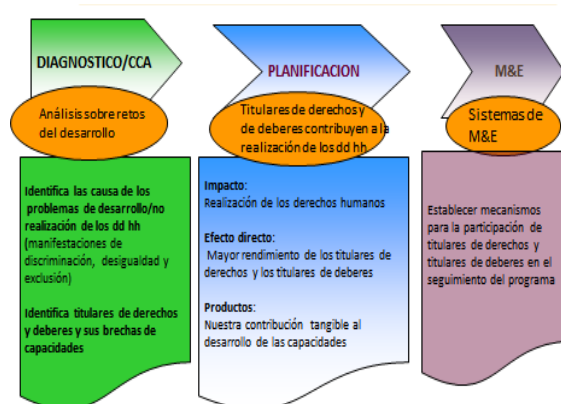 DIAGNOSTICO/CCA
Análisis sobre retos
del desarrollo
Identifica las causa de los
problemas de desarrollo/no
realización de los dd hh
(manifestaciones de
discriminación, desigualdad y
exclusión)
Identifica titulares de derechos
y deberes y sus brechas de
capacidades
PLANIFICACION
Titulares de derechos y
de deberes contribuyen a la
realización de los dd hh
Impacto:
Realización de los derechos humanos
Efecto directo:
Mayor rendimiento de los titulares de
derechos y los titulares de deberes
Productos:
Nuestra contribución tangible al
desarrollo de las capacidades
M&E
Sistemas de
M&E
Establecer mecanismos
para la participación de
titulares de derechos y
titulares de deberes en el
seguimiento del programa